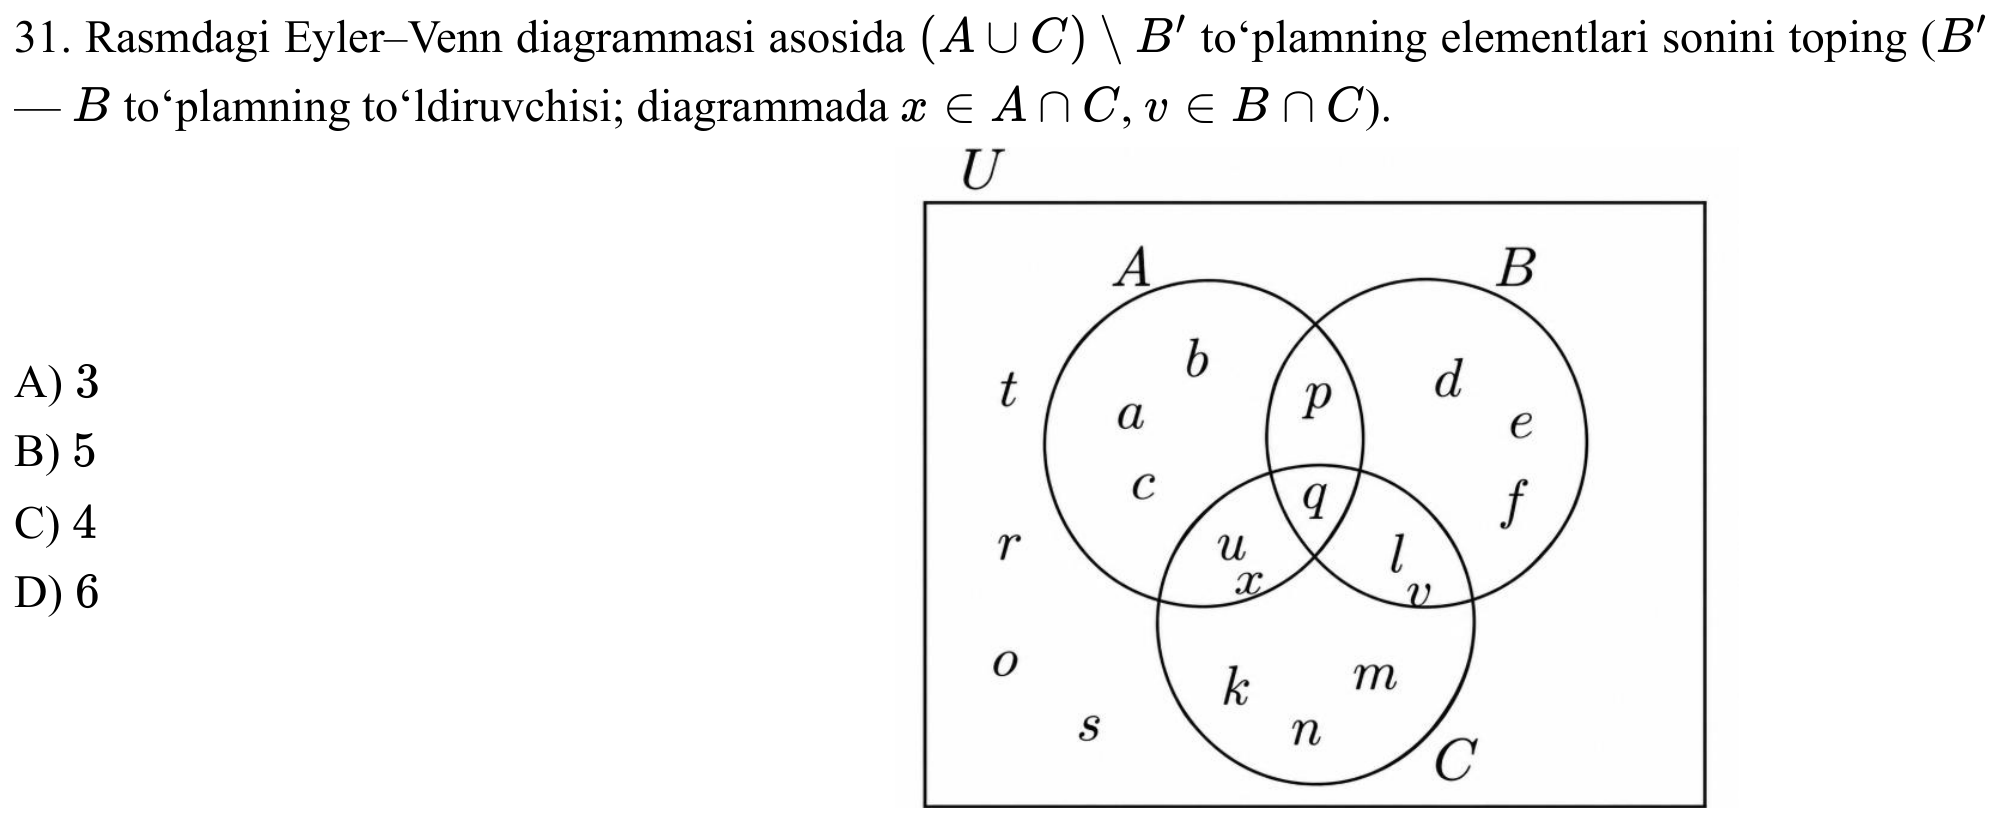 31. Rasmdagi Eyler–Venn diagrammasi asosida (A ∪ C) \ B′ to‘plamning elementlari sonini toping (B′
— B to‘plamning to‘ldiruvchisi; diagrammada x ∈ A ∩ C, v ∈ B ∩ C).
U
A
B
b
t
p
d
A) 3
a
e
B) 5
c
q
f
C) 4
r
u
l
x
v
D) 6
o
k
m
s
n
C